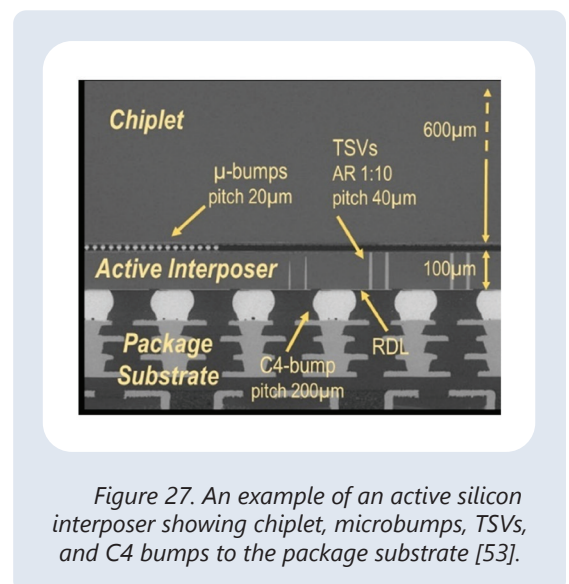 Chiplet
600µm
TSVs
AR 1:10
pitch 40µm
µ-bumps
pitch 20µm
Active Interposer
100µm
Package
Substrate
RDL
C4-bump
pitch 200µm
Figure 27. An example of an active silicon
interposer showing chiplet, microbumps, TSVs,
and C4 bumps to the package substrate [53].